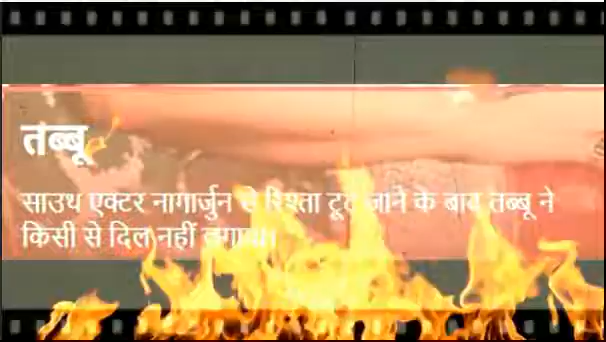 तब्बू
साउथ एक्टर नागार्जुन से रिश्ता टूट जाने के बाद तब्बू ने
किसी से दिल नहीं लगाया।